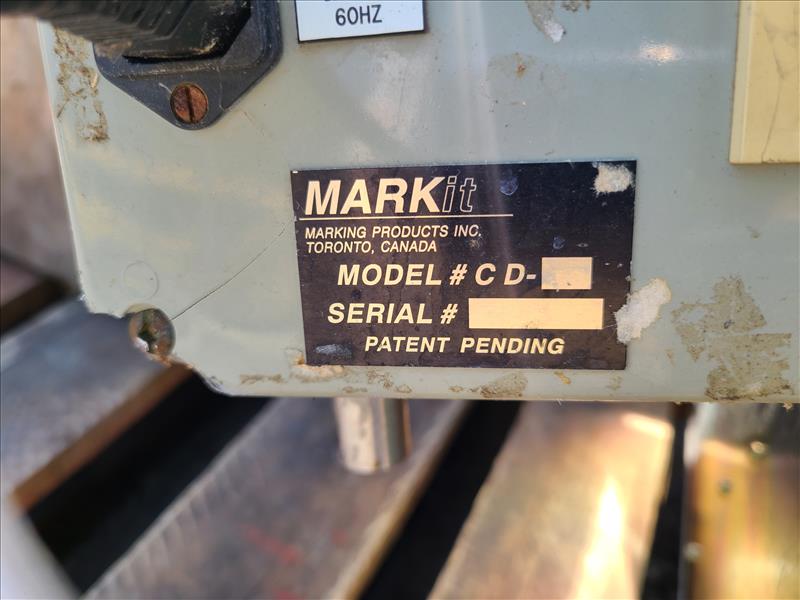 60HZ
MARKit
MARKING PRODUCTS INC.
TORONTO, CANADA
MODEL # C D-
SERIAL #
PATENT PENDING